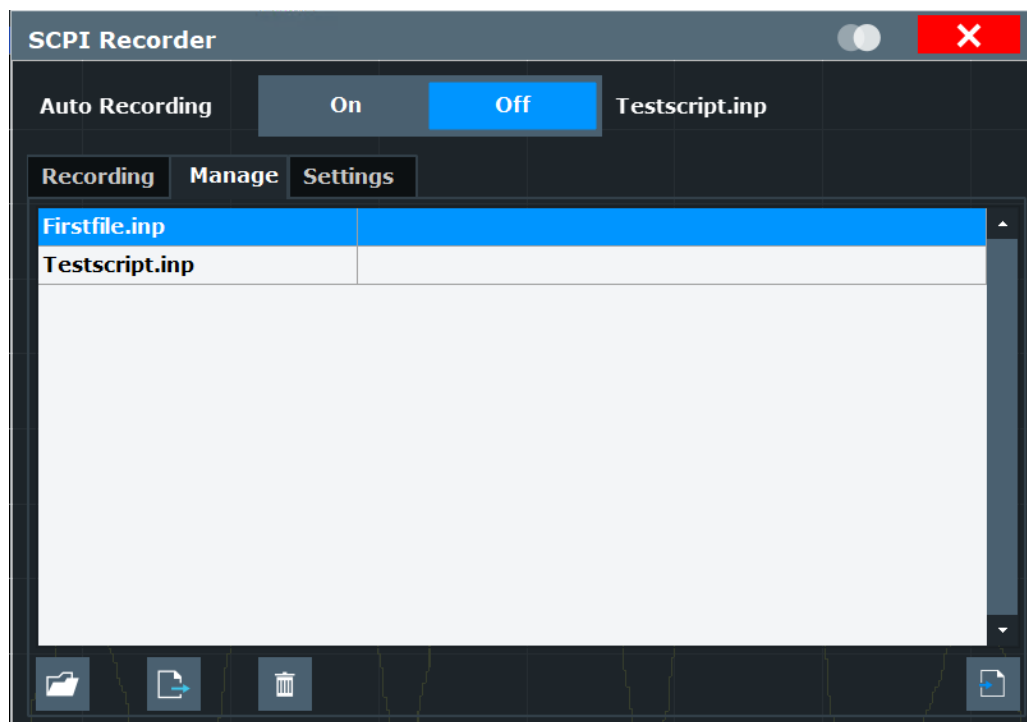 SCPI Recorder
Auto Recording On Off Testscript.inp
Recording Manage Settings
Firstfile.inp
Testscript.inp